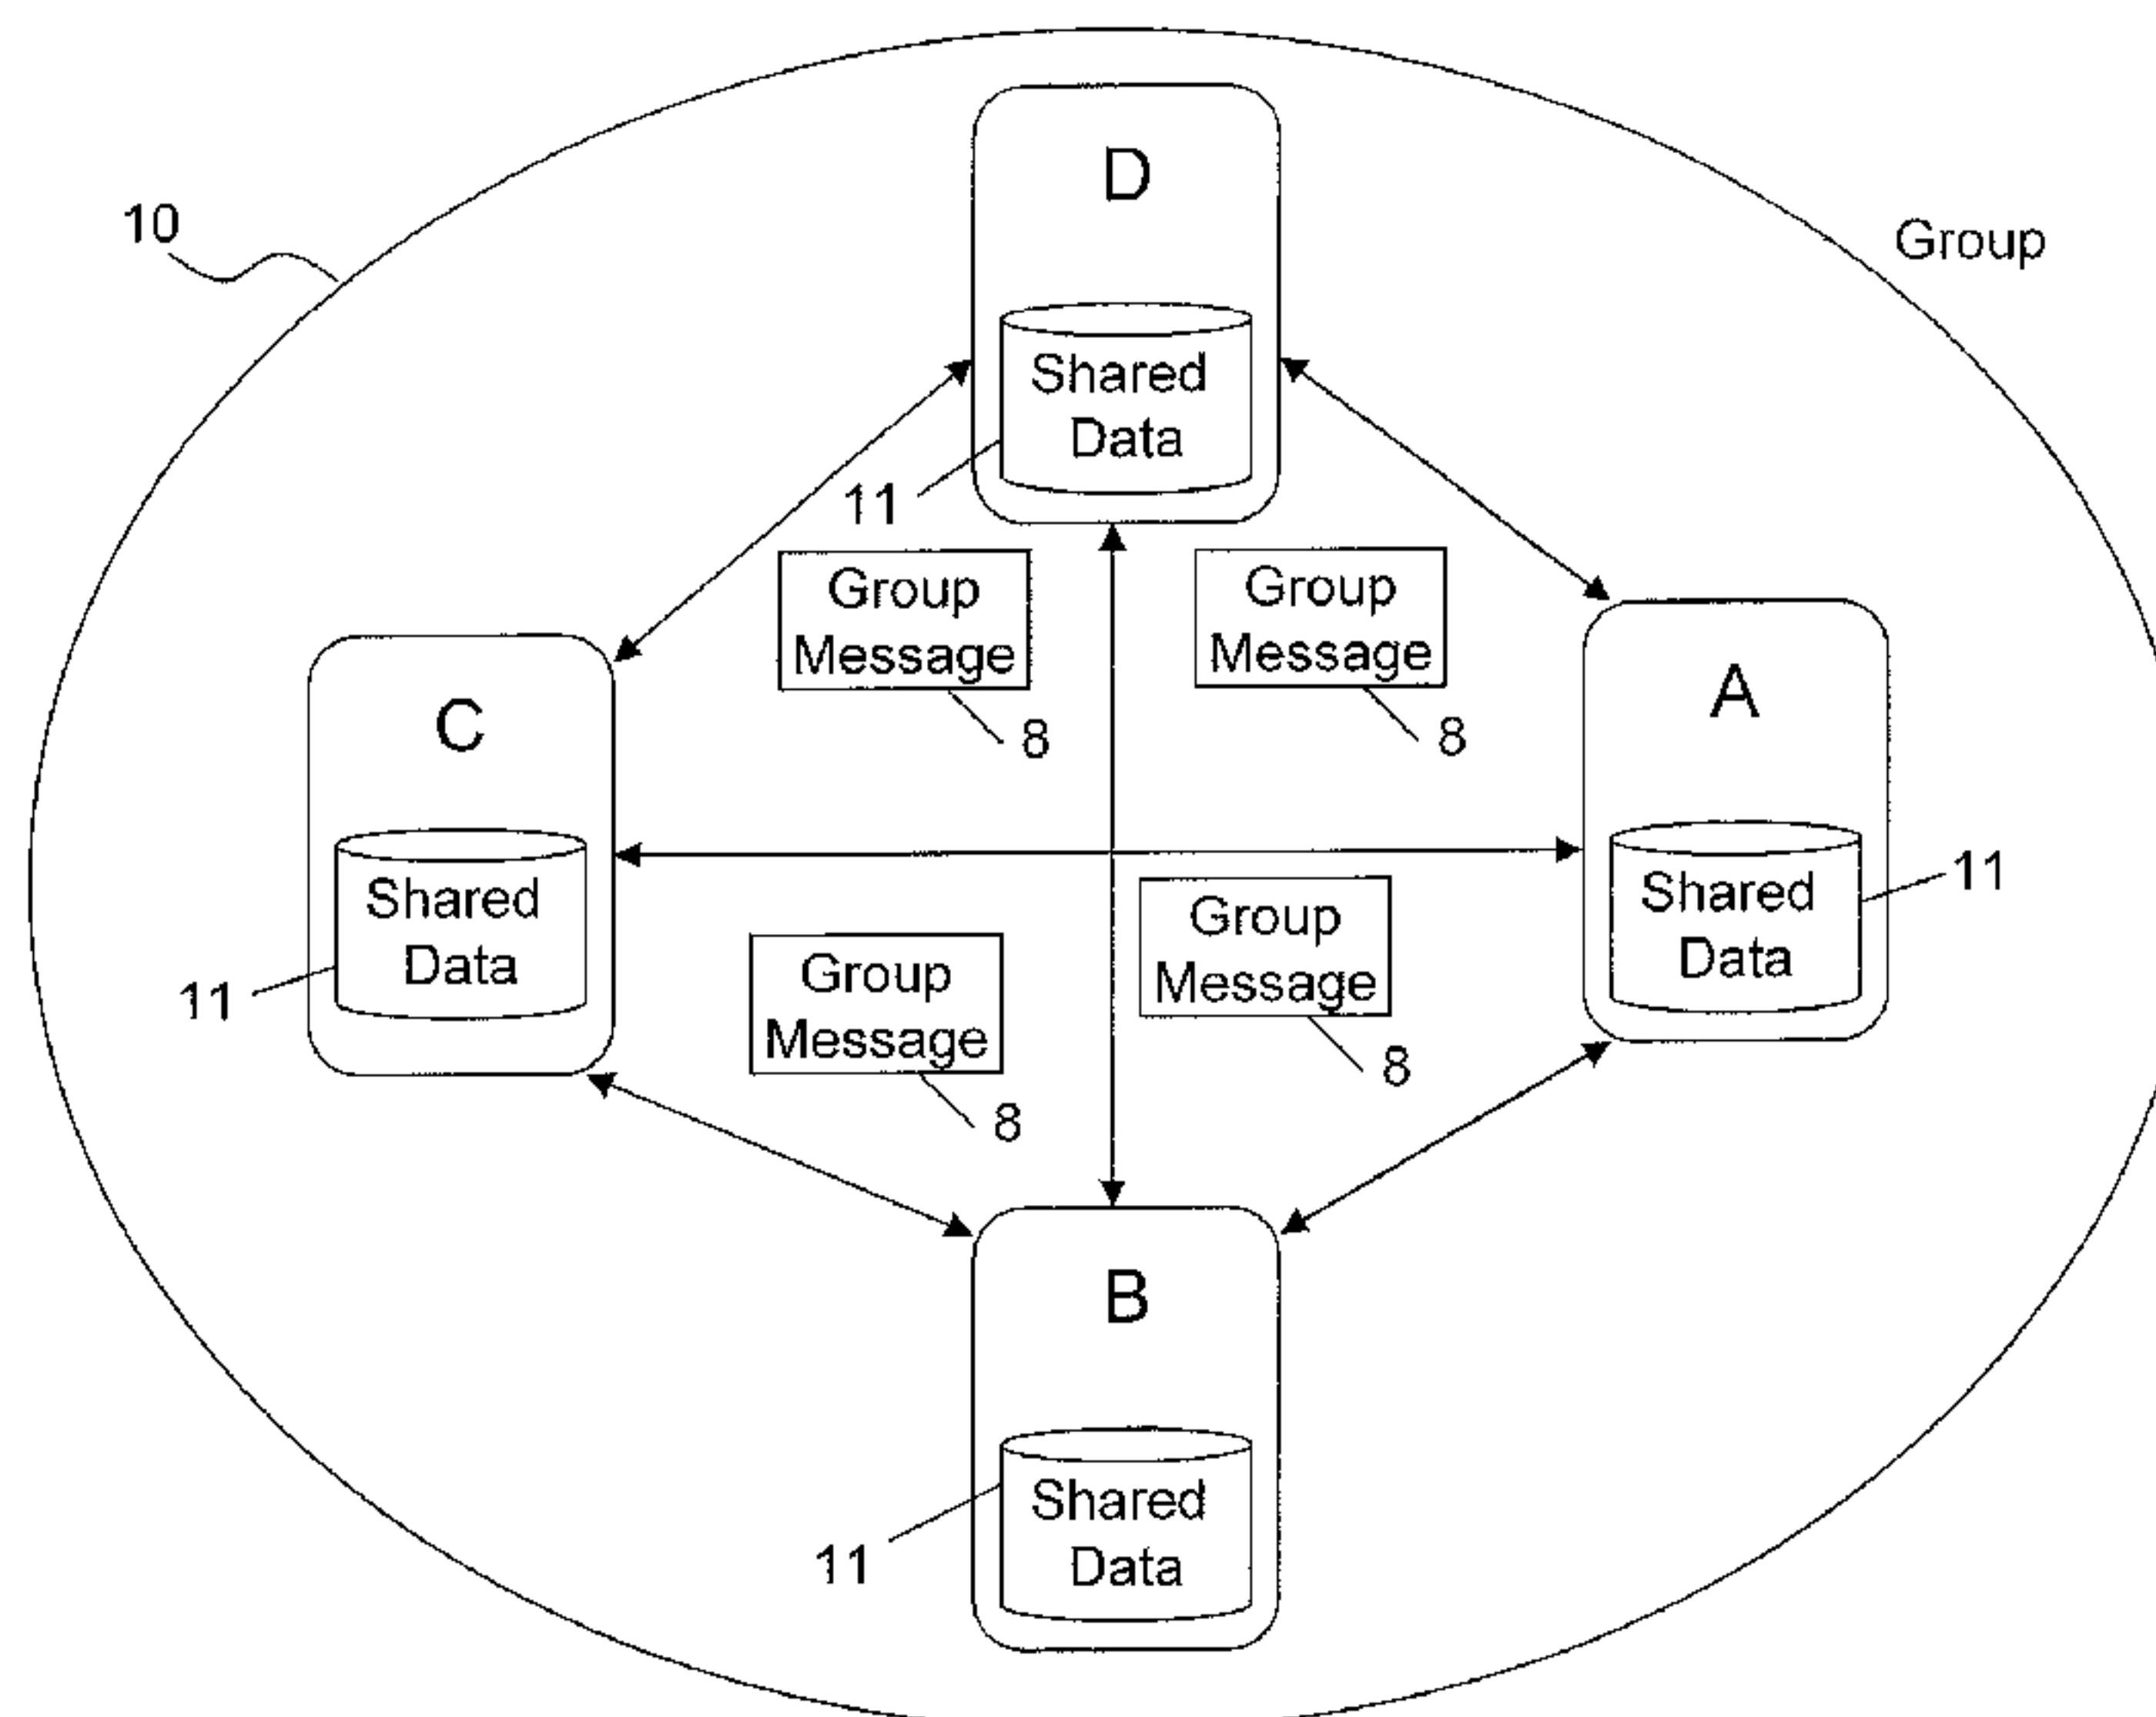 D
10
Group
Shared
Data
11
Group
Message
8
Group
Message
8
C
A
Shared
Data
11
Shared
Data
11
Group
Message
8
Group
Message
8
B
Shared
Data
11